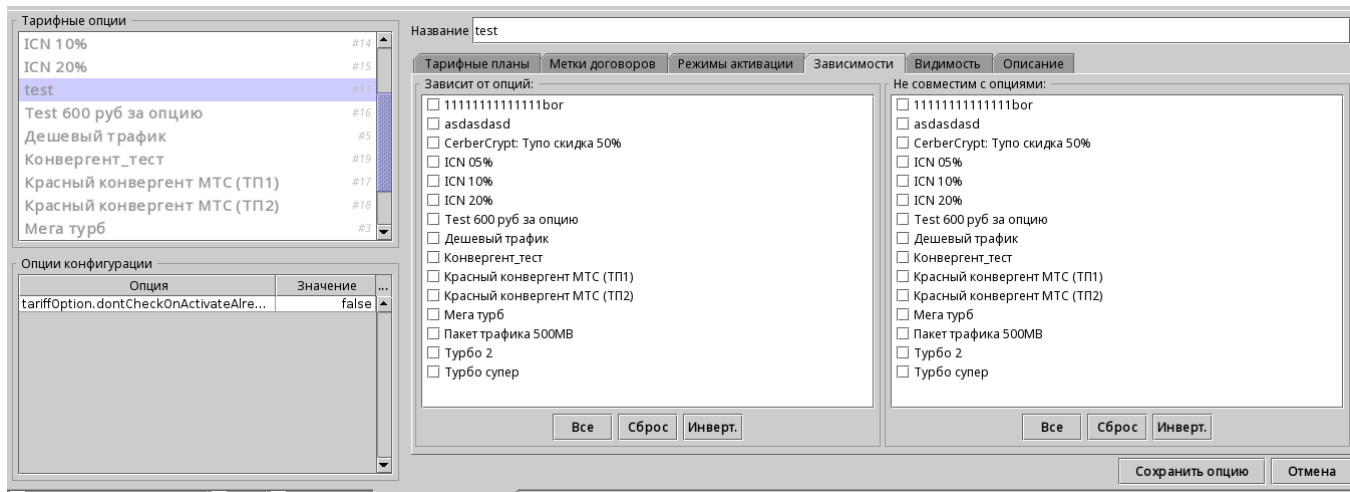 Тарифные опции
ICN 10% #14
ICN 20% #15
test #11
Test 600 руб за опцию #16
Дешевый трафик #5
Конвергент_тест #19
Красный конвергент МТС (ТП1) #17
Красный конвергент МТС (ТП2) #18
Мега турб #3
Опции конфигурации
Опция Значение ...
tariffOption.dontCheckOnActivateAlre... false
Название test
Тарифные планы Метки договоров Режимы активации Зависимости Видимость Описание
Зависит от опций:
11111111111111bor
asdasdasd
CerberCrypt: Тупо скидка 50%
ICN 05%
ICN 10%
ICN 20%
Test 600 руб за опцию
Дешевый трафик
Конвергент_тест
Красный конвергент МТС (ТП1)
Красный конвергент МТС (ТП2)
Мега турб
Пакет трафика 500MB
Турбо 2
Турбо супер
Все Сброс Инверт.
Не совместим с опциями:
11111111111111bor
asdasdasd
CerberCrypt: Тупо скидка 50%
ICN 05%
ICN 10%
ICN 20%
Test 600 руб за опцию
Дешевый трафик
Конвергент_тест
Красный конвергент МТС (ТП1)
Красный конвергент МТС (ТП2)
Мега турб
Пакет трафика 500MB
Турбо 2
Турбо супер
Все Сброс Инверт.
Сохранить опцию Отмена